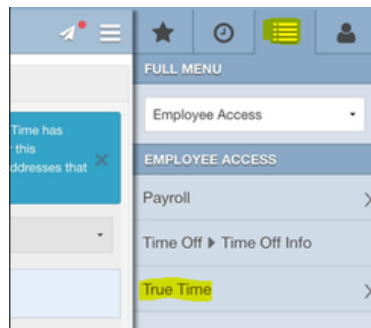 FULL MENU
Employee Access
Time has
this
ddresses that
EMPLOYEE ACCESS
Payroll
Time Off ▸ Time Off Info
True Time